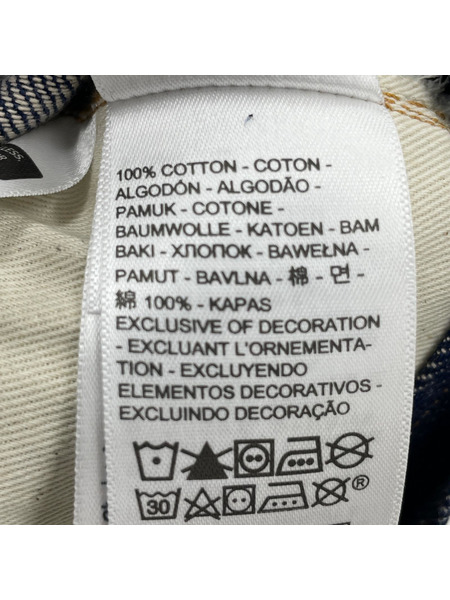 100% COTTON - COTON -
ALGODÓN - ALGODÃO -
PAMUK - COTONE -
BAUMWOLLE - KATOEN - BAM
BAKI - ХЛОПОК - BAWEŁNA -
PAMUT - BAVLNA - 棉 - 면 -
綿 100% - KAPAS
EXCLUSIVE OF DECORATION
- EXCLUANT L'ORNEMENTA-
TION - EXCLUYENDO
ELEMENTOS DECORATIVOS -
EXCLUINDO DECORAÇÃO
30 ®